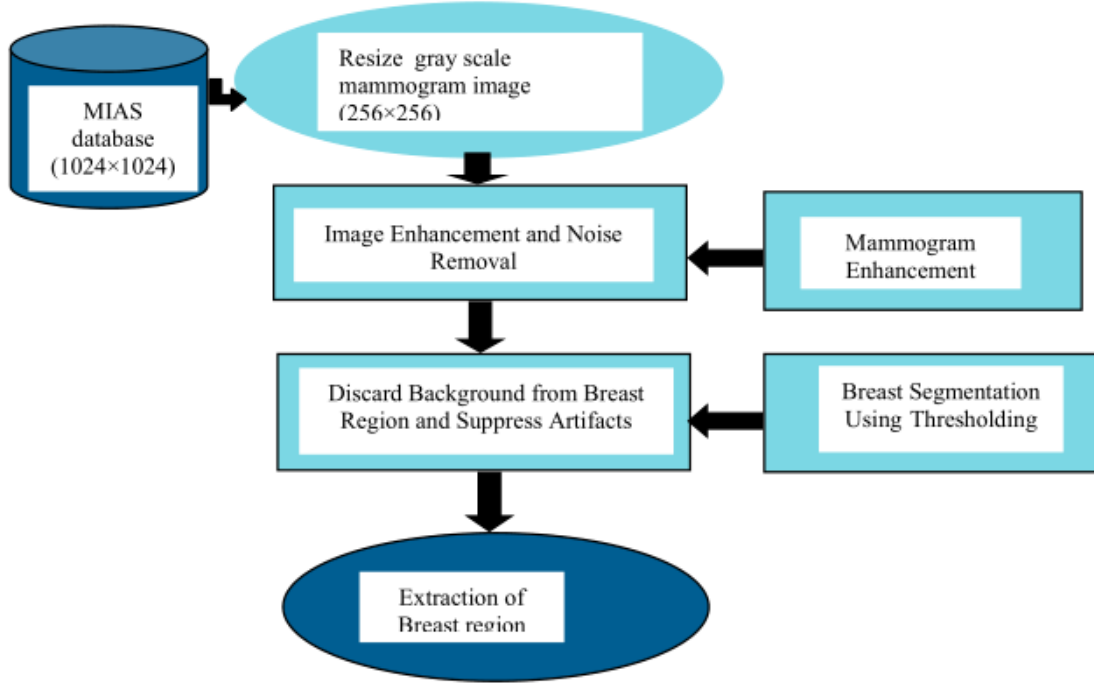 MIAS
database
(1024×1024)
Resize gray scale
mammogram image
(256×256)
Image Enhancement and Noise
Removal
Mammogram
Enhancement
Discard Background from Breast
Region and Suppress Artifacts
Breast Segmentation
Using Thresholding
Extraction of
Breast region